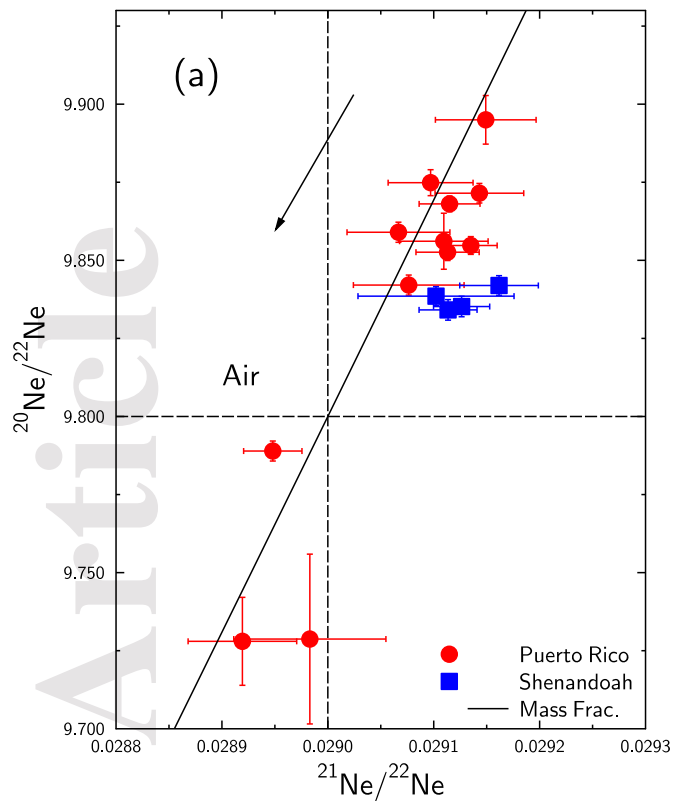 (a)
9.900
9.850
9.800
9.750
9.700
²⁰Ne/²²Ne
Article
Air
Puerto Rico
Shenandoah
Mass Frac.
0.0288 0.0289 0.0290 0.0291 0.0292 0.0293
²¹Ne/²²Ne